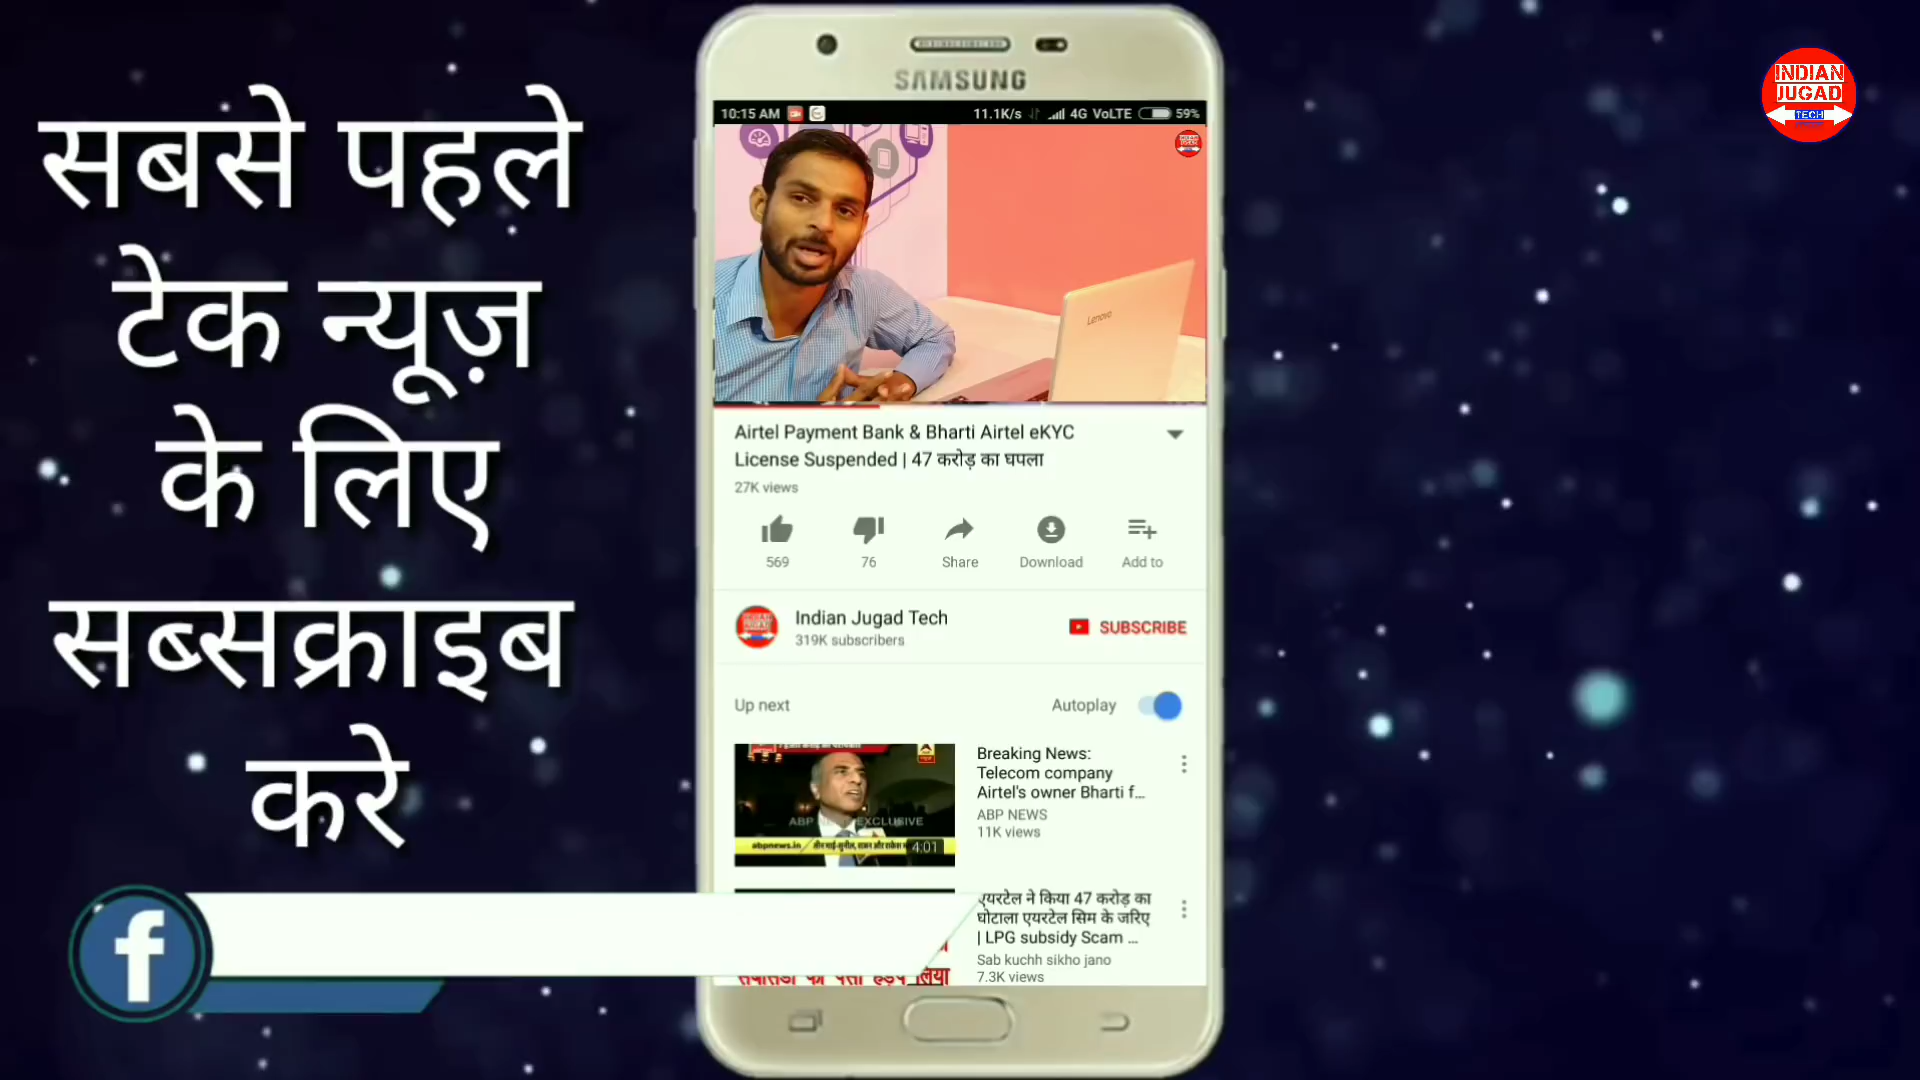 सबसे पहले
टेक न्यूज़
के लिए
सब्सक्राइब
करे
INDIAN
JUGAD
TECH
SAMSUNG
10:15 AM 11.1K/s 4G VoLTE 59%
Lenovo
Airtel Payment Bank & Bharti Airtel eKYC
License Suspended | 47 करोड़ का घपला
27K views
569 76 Share Download Add to
Indian Jugad Tech
319K subscribers
SUBSCRIBE
Up next Autoplay
Breaking News:
Telecom company
Airtel's owner Bharti f...
ABP NEWS
11K views
EXCLUSIVE
abpnews.in
4:01
एयरटेल ने किया 47 करोड़ का
घोटाला एयरटेल सिम के जरिए
| LPG subsidy Scam ...
Sab kuchh sikho jano
7.3K views
f